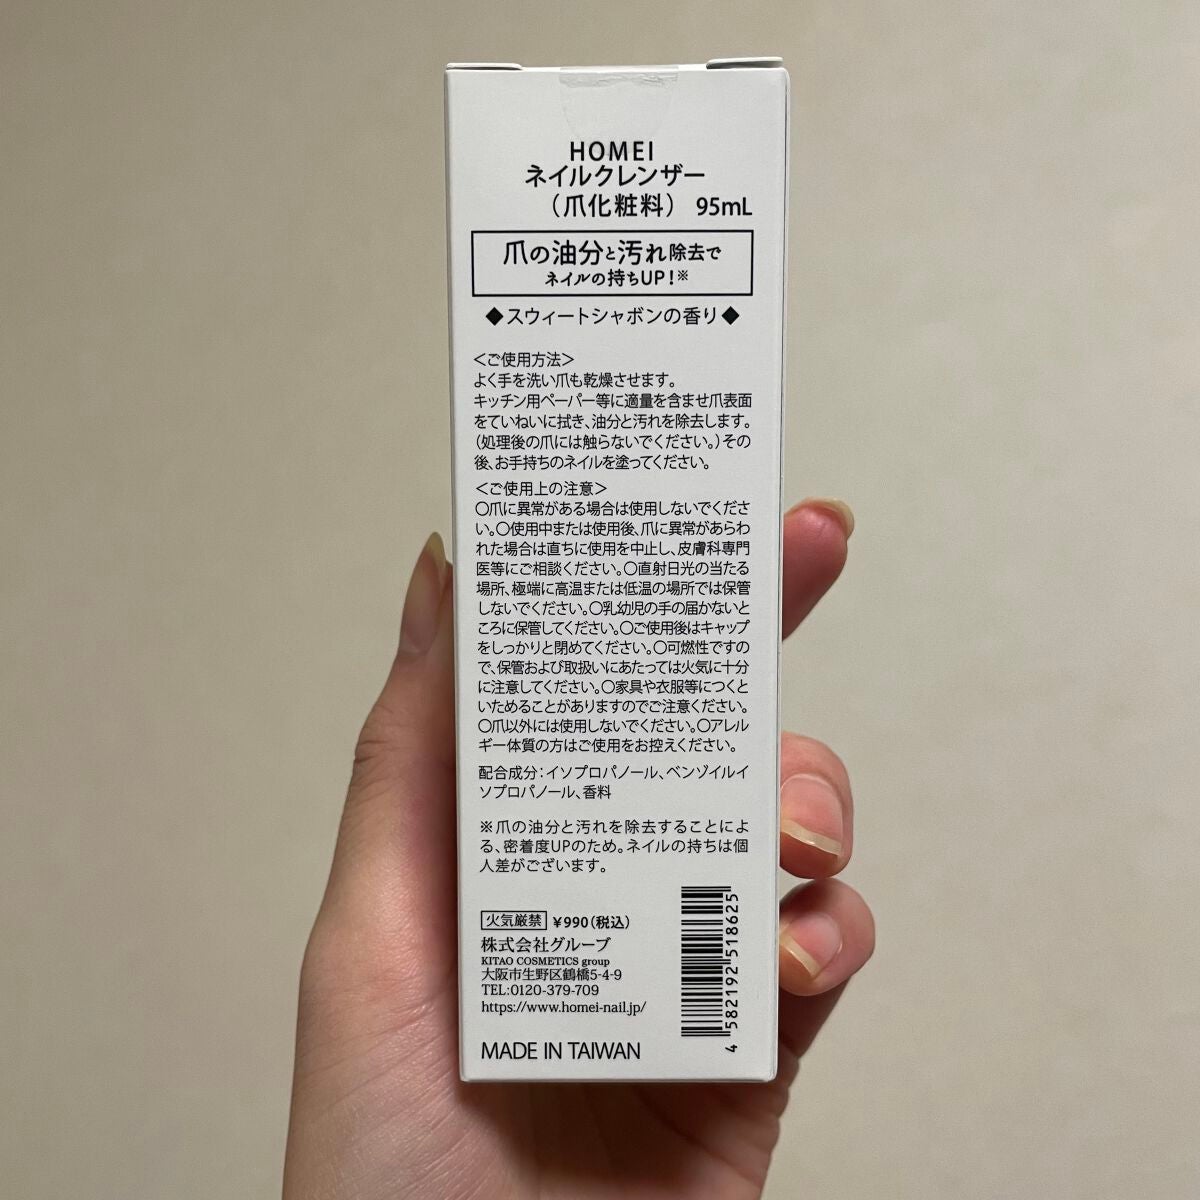 HOMEI
ネイルクレンザー
（爪化粧料） 95mL
爪の油分と汚れ除去で
ネイルの持ちUP！※
◆スウィートシャボンの香り◆
＜ご使用方法＞
よく手を洗い爪も乾燥させます。
キッチン用ペーパー等に適量を含ませ爪表面
をていねいに拭き、油分と汚れを除去します。
（処理後の爪には触らないでください。）その
後、お手持ちのネイルを塗ってください。
＜ご使用上の注意＞
〇爪に異常がある場合は使用しないでくださ
い。〇使用中または使用後、爪に異常があらわ
れた場合は直ちに使用を中止し、皮膚科専門
医等にご相談ください。〇直射日光の当たる
場所、極端に高温または低温の場所では保管
しないでください。〇乳幼児の手の届かないと
ころに保管してください。〇ご使用後はキャップ
をしっかりと閉めてください。〇可燃性ですの
で、保管および取扱いにあたっては火気に十分
に注意してください。〇家具や衣服等につくと
いためることがありますのでご注意ください。
〇爪以外には使用しないでください。〇アレル
ギー体質の方はご使用をお控えください。
配合成分：イソプロパノール、ベンゾイルイ
ソプロパノール、香料
※爪の油分と汚れを除去することによ
る、密着度UPのため。ネイルの持ちは個
人差がございます。
火気厳禁 ￥990（税込）
株式会社グルーブ
KITAO COSMETICS group
大阪市生野区鶴橋5-4-9
TEL:0120-379-709
https://www.homei-nail.jp/
MADE IN TAIWAN
4 582192 518625